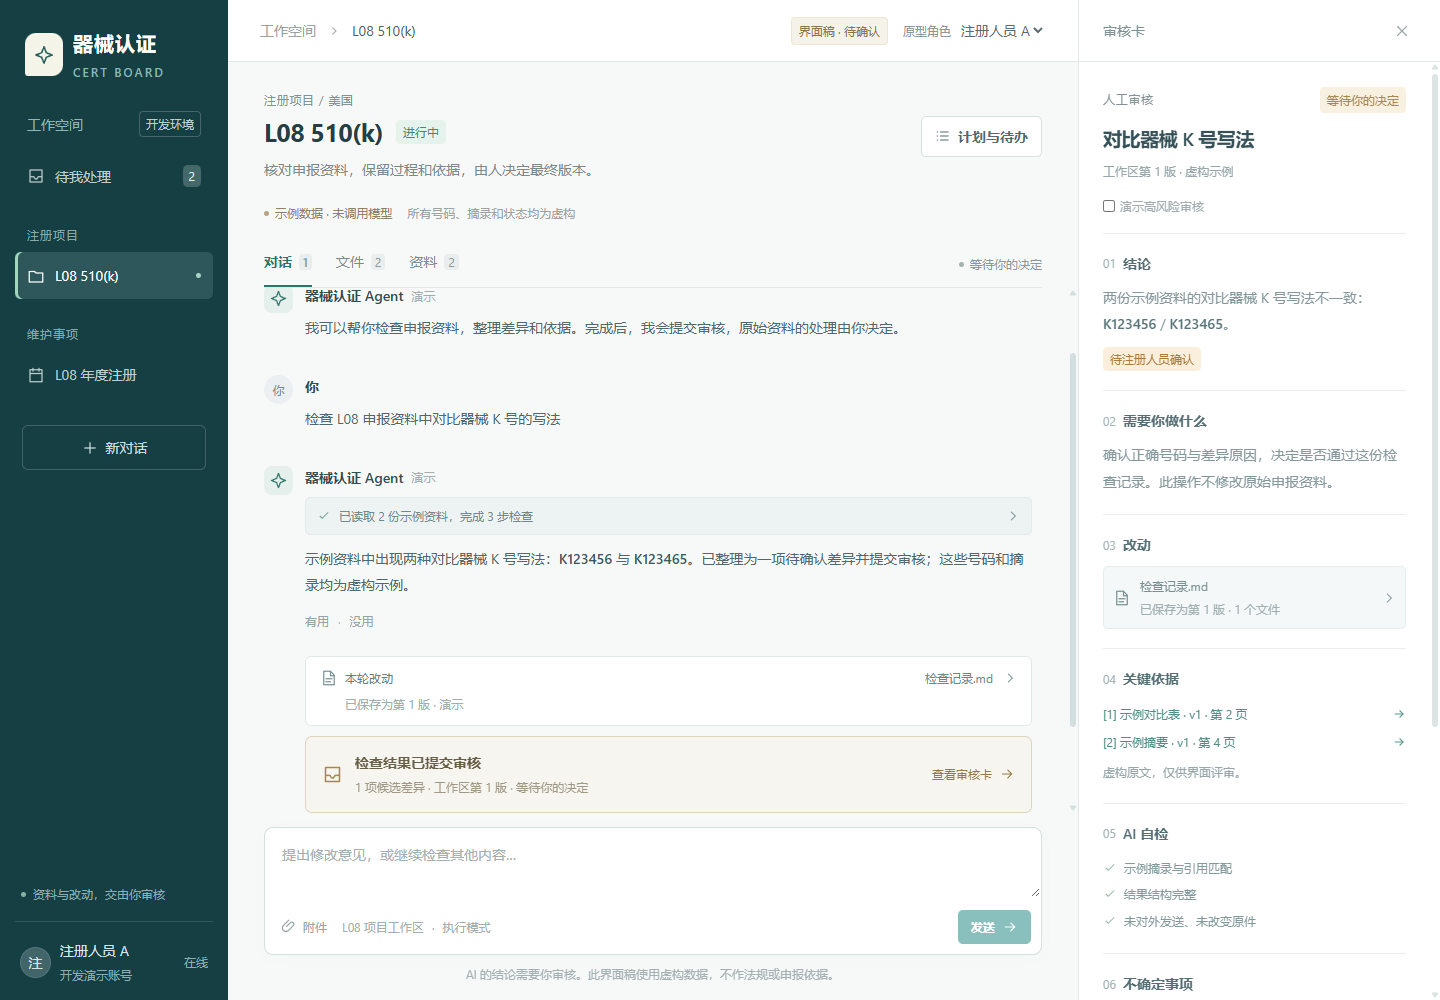 器械认证
CERT BOARD
工作空间
开发环境
待我处理
2
注册项目
L08 510(k)
维护事项
L08 年度注册
新对话
资料与改动，交由你审核
注
注册人员 A
开发演示账号
在线
工作空间
L08 510(k)
界面稿 · 待确认
原型角色
注册人员 A
注册项目 / 美国
L08 510(k)
进行中
计划与待办
核对申报资料，保留过程和依据，由人决定最终版本。
示例数据 · 未调用模型
所有号码、摘录和状态均为虚构
对话 1
文件 2
资料 2
等待你的决定
器械认证 Agent 演示
我可以帮你检查申报资料，整理差异和依据。完成后，我会提交审核，原始资料的处理由你决定。
你
你
检查 L08 申报资料中对比器械 K 号的写法
器械认证 Agent 演示
已读取 2 份示例资料，完成 3 步检查
示例资料中出现两种对比器械 K 号写法：K123456 与 K123465。已整理为一项待确认差异并提交审核；这些号码和摘
录均为虚构示例。
有用 · 没用
本轮改动
检查记录.md
已保存为第 1 版 · 演示
检查结果已提交审核
1 项候选差异 · 工作区第 1 版 · 等待你的决定
查看审核卡
提出修改意见，或继续检查其他内容...
附件
L08 项目工作区 · 执行模式
发送
AI 的结论需要你审核。此界面稿使用虚构数据，不作法规或申报依据。
审核卡
人工审核
等待你的决定
对比器械 K 号写法
工作区第 1 版 · 虚构示例
演示高风险审核
01 结论
两份示例资料的对比器械 K 号写法不一致：
K123456 / K123465。
待注册人员确认
02 需要你做什么
确认正确号码与差异原因，决定是否通过这份检
查记录。此操作不修改原始申报资料。
03 改动
检查记录.md
已保存为第 1 版 · 1 个文件
04 关键依据
[1] 示例对比表 · v1 · 第 2 页
[2] 示例摘要 · v1 · 第 4 页
虚构原文，仅供界面评审。
05 AI 自检
示例摘录与引用匹配
结果结构完整
未对外发送、未改变原件
06 不确定事项